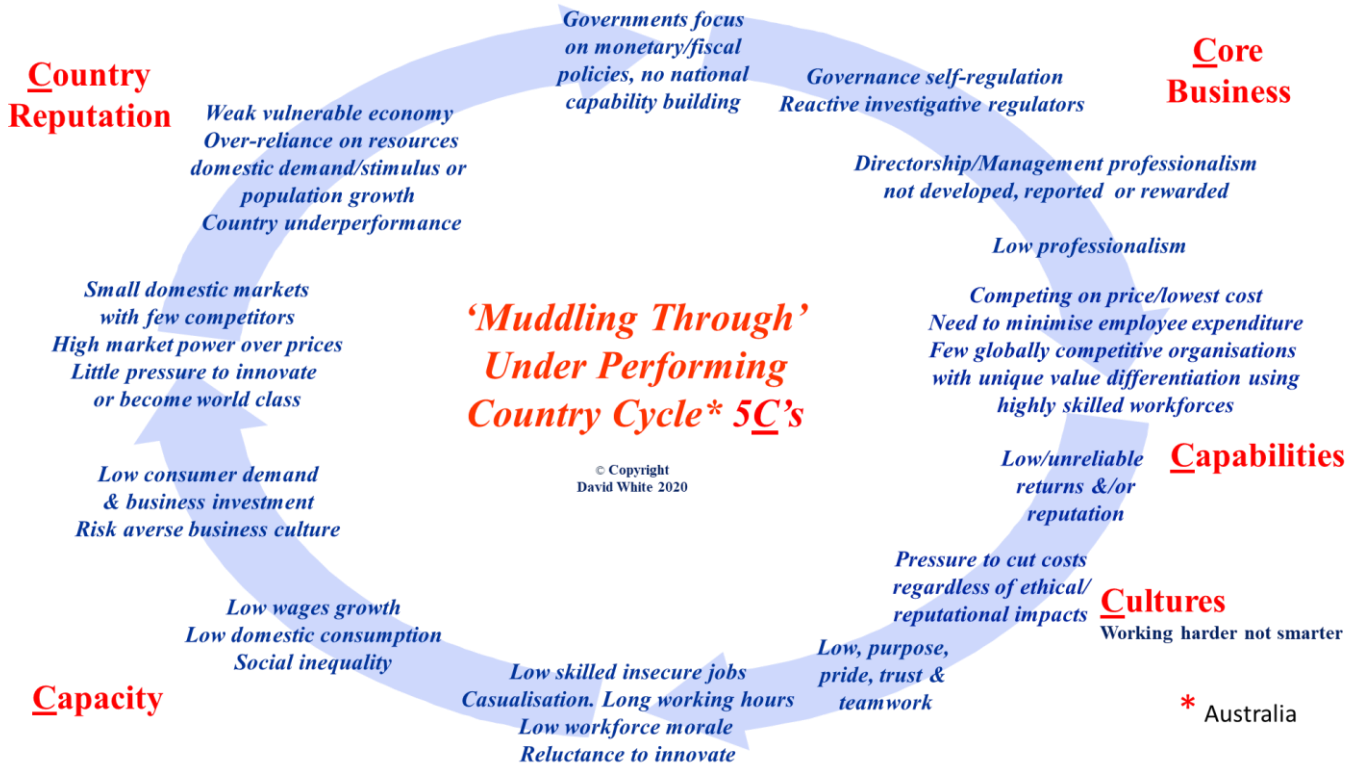 Governments focus
on monetary/fiscal
policies, no national
capability building
Core
Business
Governance self-regulation
Reactive investigative regulators
Directorship/Management professionalism
not developed, reported or rewarded
Low professionalism
Competing on price/lowest cost
Need to minimise employee expenditure
Few globally competitive organisations
with unique value differentiation using
highly skilled workforces
Capabilities
Low/unreliable
returns &/or
reputation
Pressure to cut costs
regardless of ethical/
reputational impacts
Cultures
Working harder not smarter
Low, purpose,
pride, trust &
teamwork
Low skilled insecure jobs
Casualisation. Long working hours
Low workforce morale
Reluctance to innovate
Capacity
Low wages growth
Low domestic consumption
Social inequality
Low consumer demand
& business investment
Risk averse business culture
Small domestic markets
with few competitors
High market power over prices
Little pressure to innovate
or become world class
Country
Reputation
Weak vulnerable economy
Over-reliance on resources
domestic demand/stimulus or
population growth
Country underperformance
‘Muddling Through’
Under Performing
Country Cycle* 5C’s
© Copyright
David White 2020
* Australia